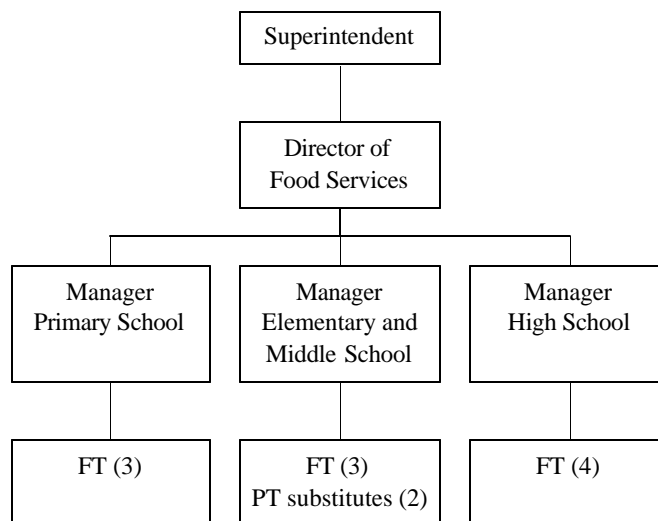 Superintendent
Director of
Food Services
Manager
Primary School
Manager
Elementary and
Middle School
Manager
High School
FT (3)
FT (3)
PT substitutes (2)
FT (4)